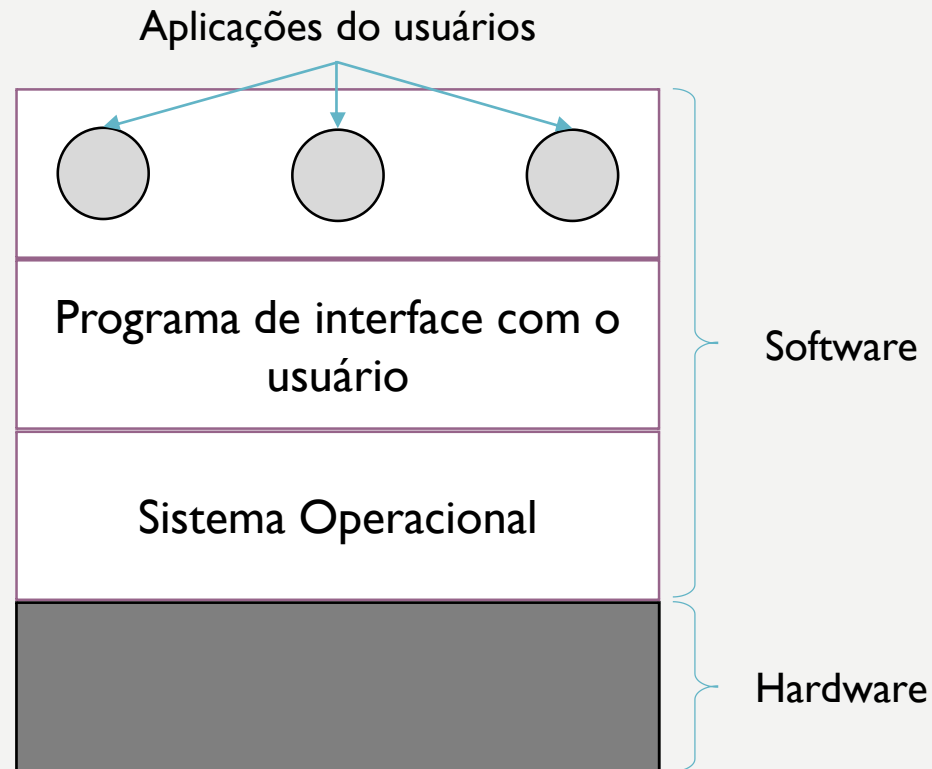 Aplicações do usuários
Programa de interface com o
usuário
Software
Sistema Operacional
Hardware